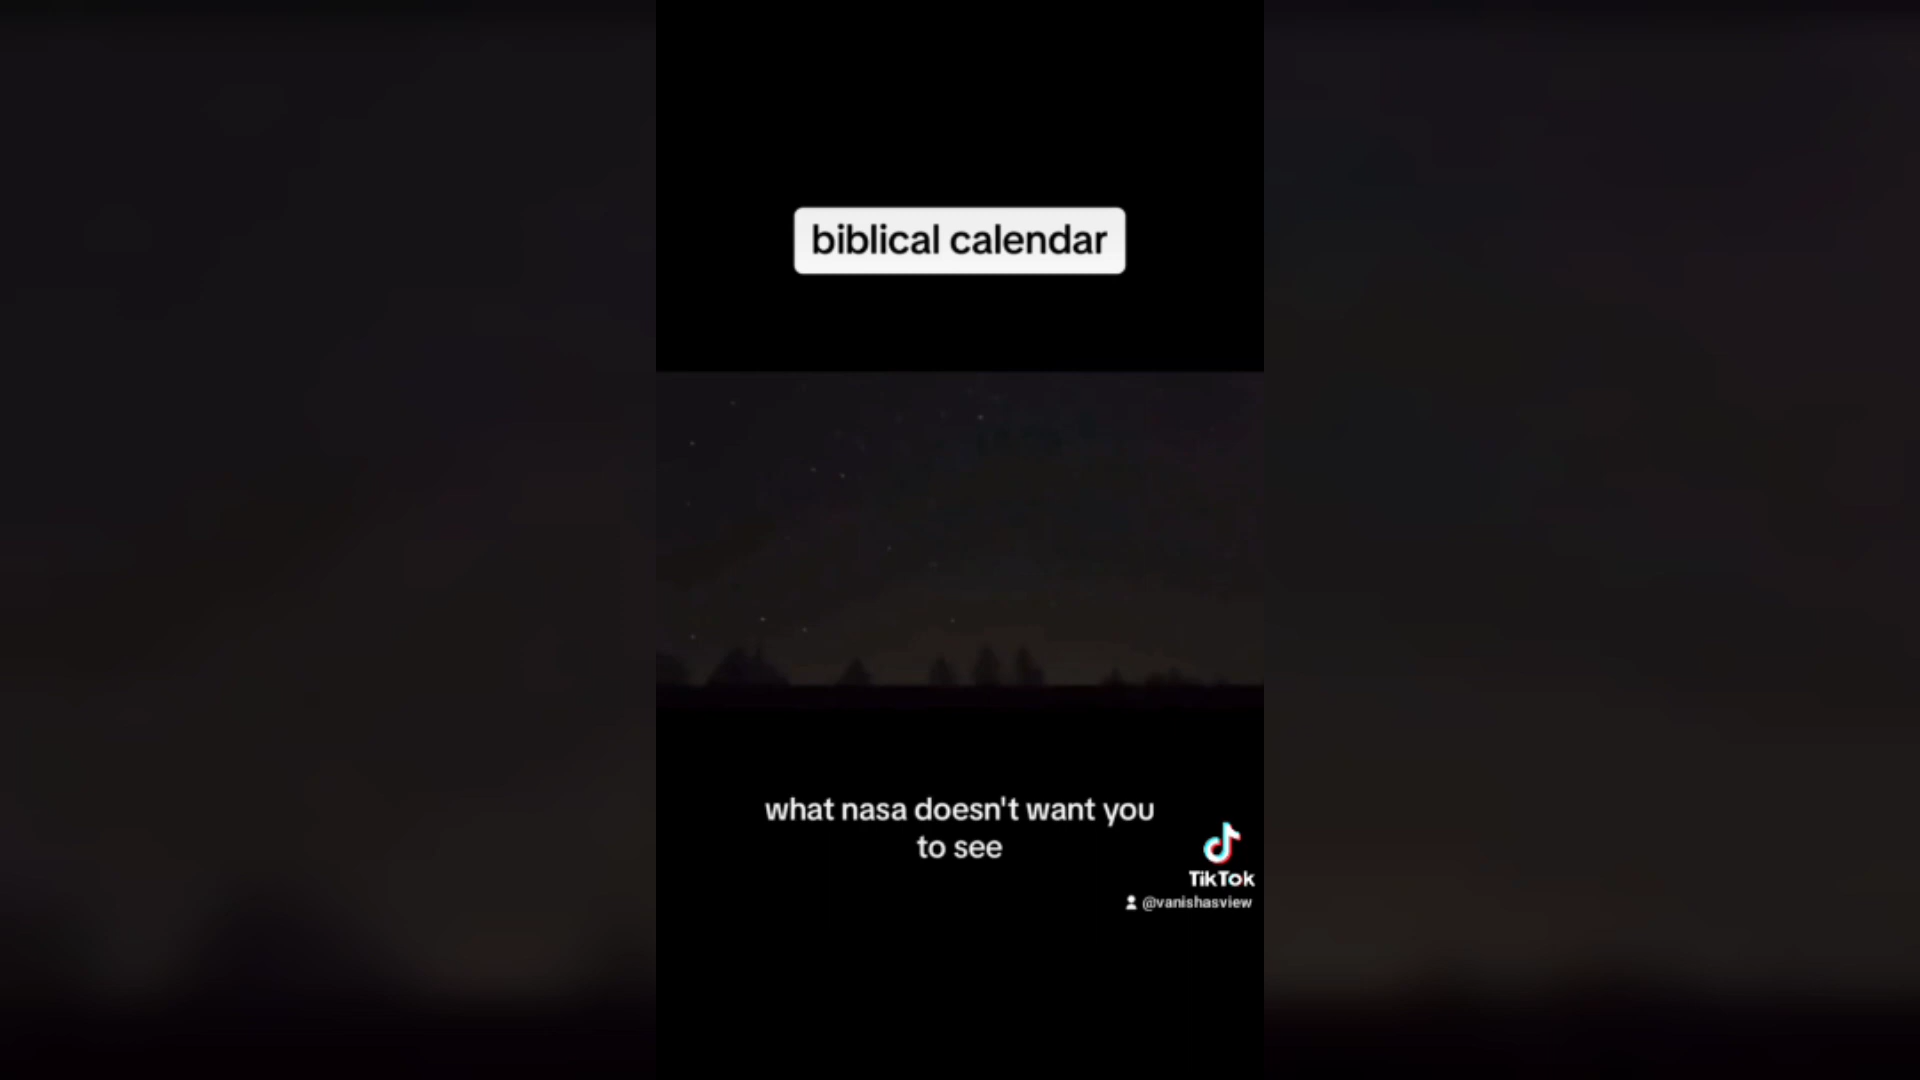 biblical calendar
what nasa doesn't want you
to see
TikTok
@vanishasview